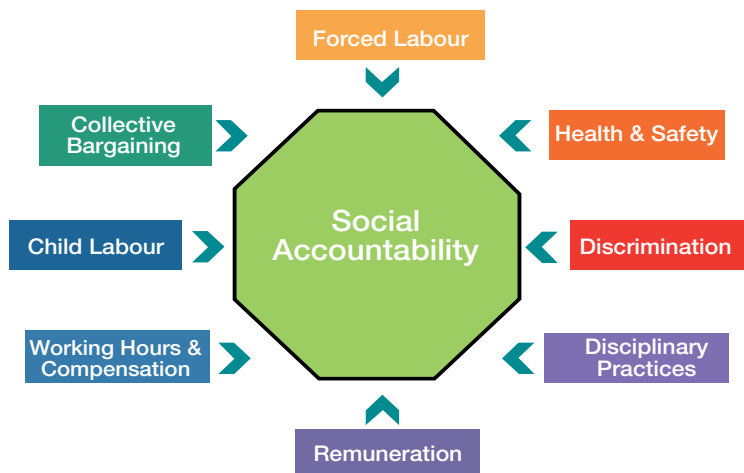 Forced Labour
Collective
Bargaining
Health & Safety
Social
Accountability
Child Labour
Discrimination
Working Hours &
Compensation
Disciplinary
Practices
Remuneration